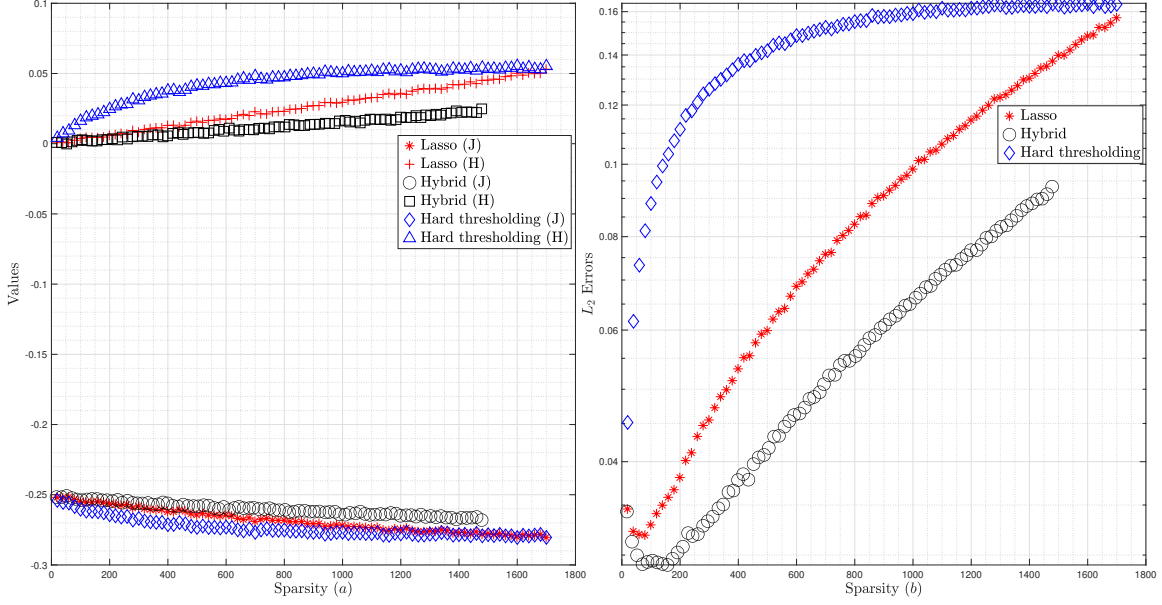 0.1
0.05
0
-0.05
-0.1
-0.15
-0.2
-0.25
-0.3
Values
0 200 400 600 800 1000 1200 1400 1600 1800
Sparsity (a)
Lasso (J)
Lasso (H)
Hybrid (J)
Hybrid (H)
Hard thresholding (J)
Hard thresholding (H)
0.16
0.14
0.12
0.1
0.08
0.06
0.04
L₂ Errors
0 200 400 600 800 1000 1200 1400 1600 1800
Sparsity (b)
Lasso
Hybrid
Hard thresholding